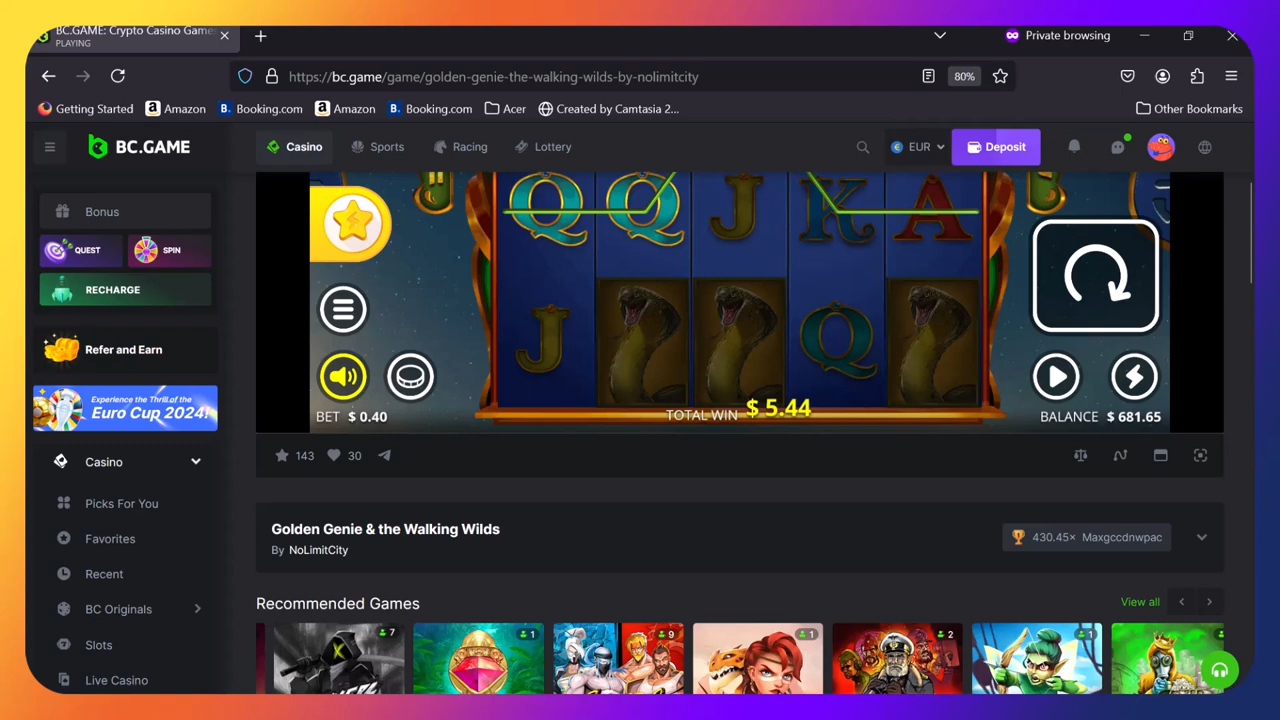 BC.GAME: Crypto Casino Game
PLAYING
Private browsing
https://bc.game/game/golden-genie-the-walking-wilds-by-nolimitcity
80%
Getting Started
Amazon
Booking.com
Amazon
Booking.com
Acer
Created by Camtasia 2...
Other Bookmarks
BC.GAME
Casino
Sports
Racing
Lottery
EUR
Deposit
Bonus
QUEST
SPIN
RECHARGE
Refer and Earn
Experience the Thrill of the
Euro Cup 2024!
Casino
Picks For You
Favorites
Recent
BC Originals
Slots
Live Casino
Q Q J K A
J Q
BET $ 0.40
TOTAL WIN $ 5.44
BALANCE $ 681.65
143
30
Golden Genie & the Walking Wilds
By NoLimitCity
430.45× Maxgccdnwpac
Recommended Games
View all
7
1
9
1
2
1